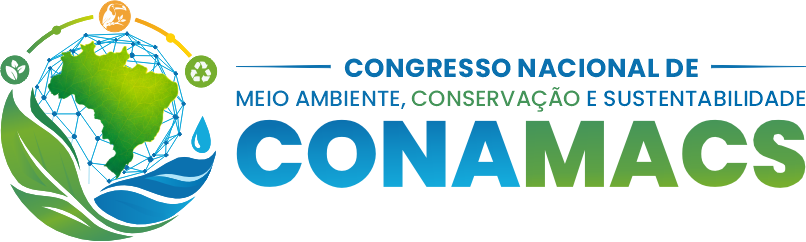 CONGRESSO NACIONAL DE
MEIO AMBIENTE, CONSERVAÇÃO E SUSTENTABILIDADE
CONAMACS